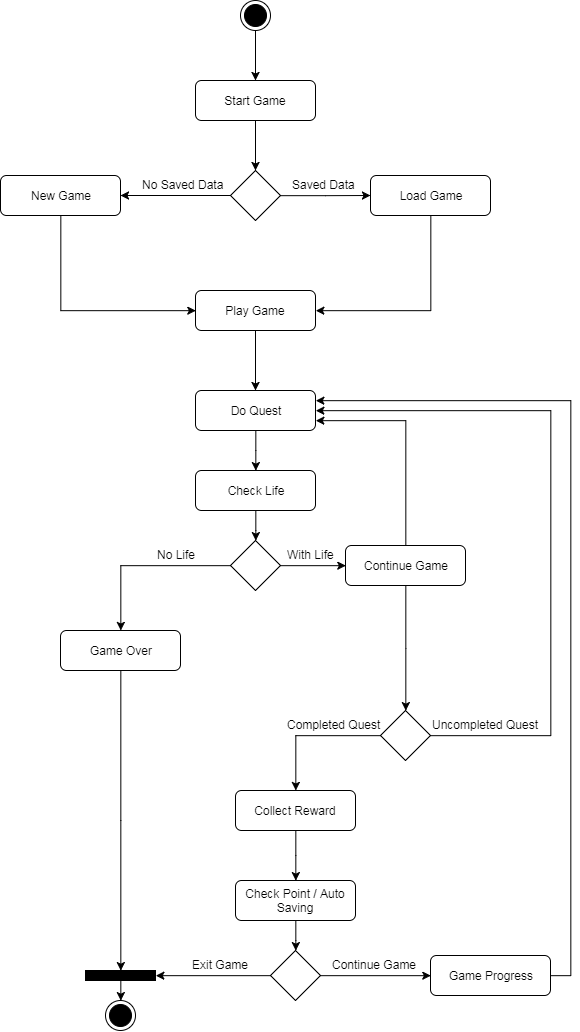 Start Game
No Saved Data
Saved Data
New Game
Load Game
Play Game
Do Quest
Check Life
No Life
With Life
Continue Game
Game Over
Completed Quest
Uncompleted Quest
Collect Reward
Check Point / Auto
Saving
Exit Game
Continue Game
Game Progress